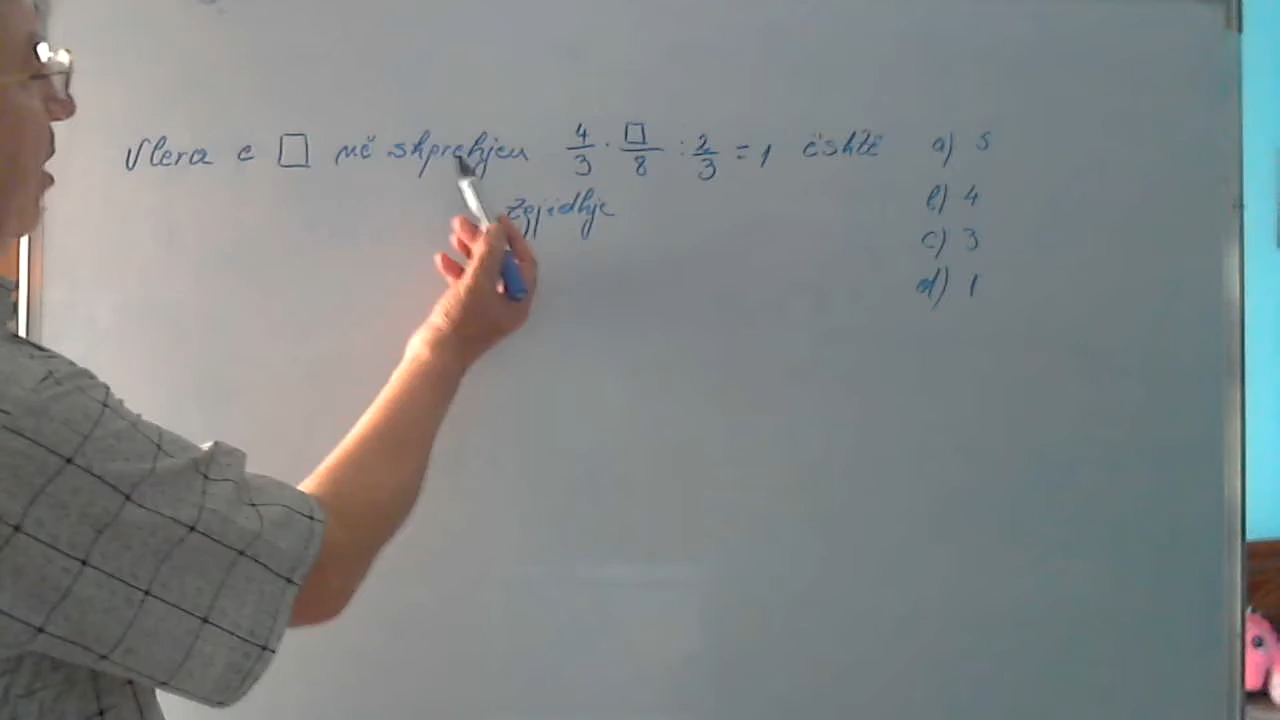 Vlera e □ në shprehjen 4/3 · □/8 : 2/3 = 1 është a) 5
b) 4
c) 3
d) 1
Zgjidhje